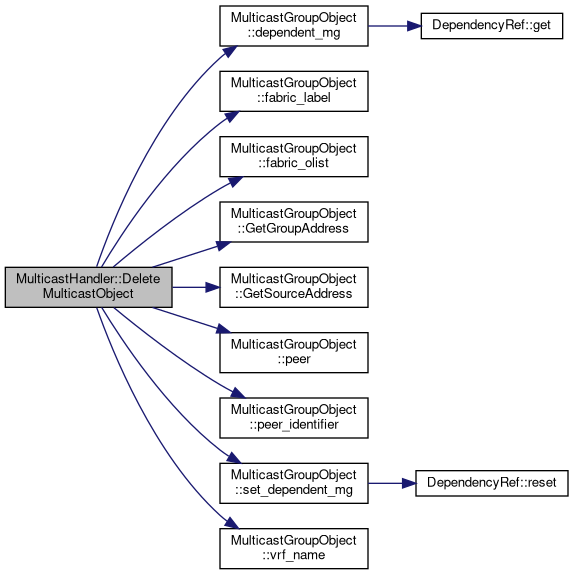 MulticastGroupObject
::dependent_mg
DependencyRef::get
MulticastGroupObject
::fabric_label
MulticastGroupObject
::fabric_olist
MulticastGroupObject
::GetGroupAddress
MulticastHandler::Delete
MulticastObject
MulticastGroupObject
::GetSourceAddress
MulticastGroupObject
::peer
MulticastGroupObject
::peer_identifier
MulticastGroupObject
::set_dependent_mg
DependencyRef::reset
MulticastGroupObject
::vrf_name